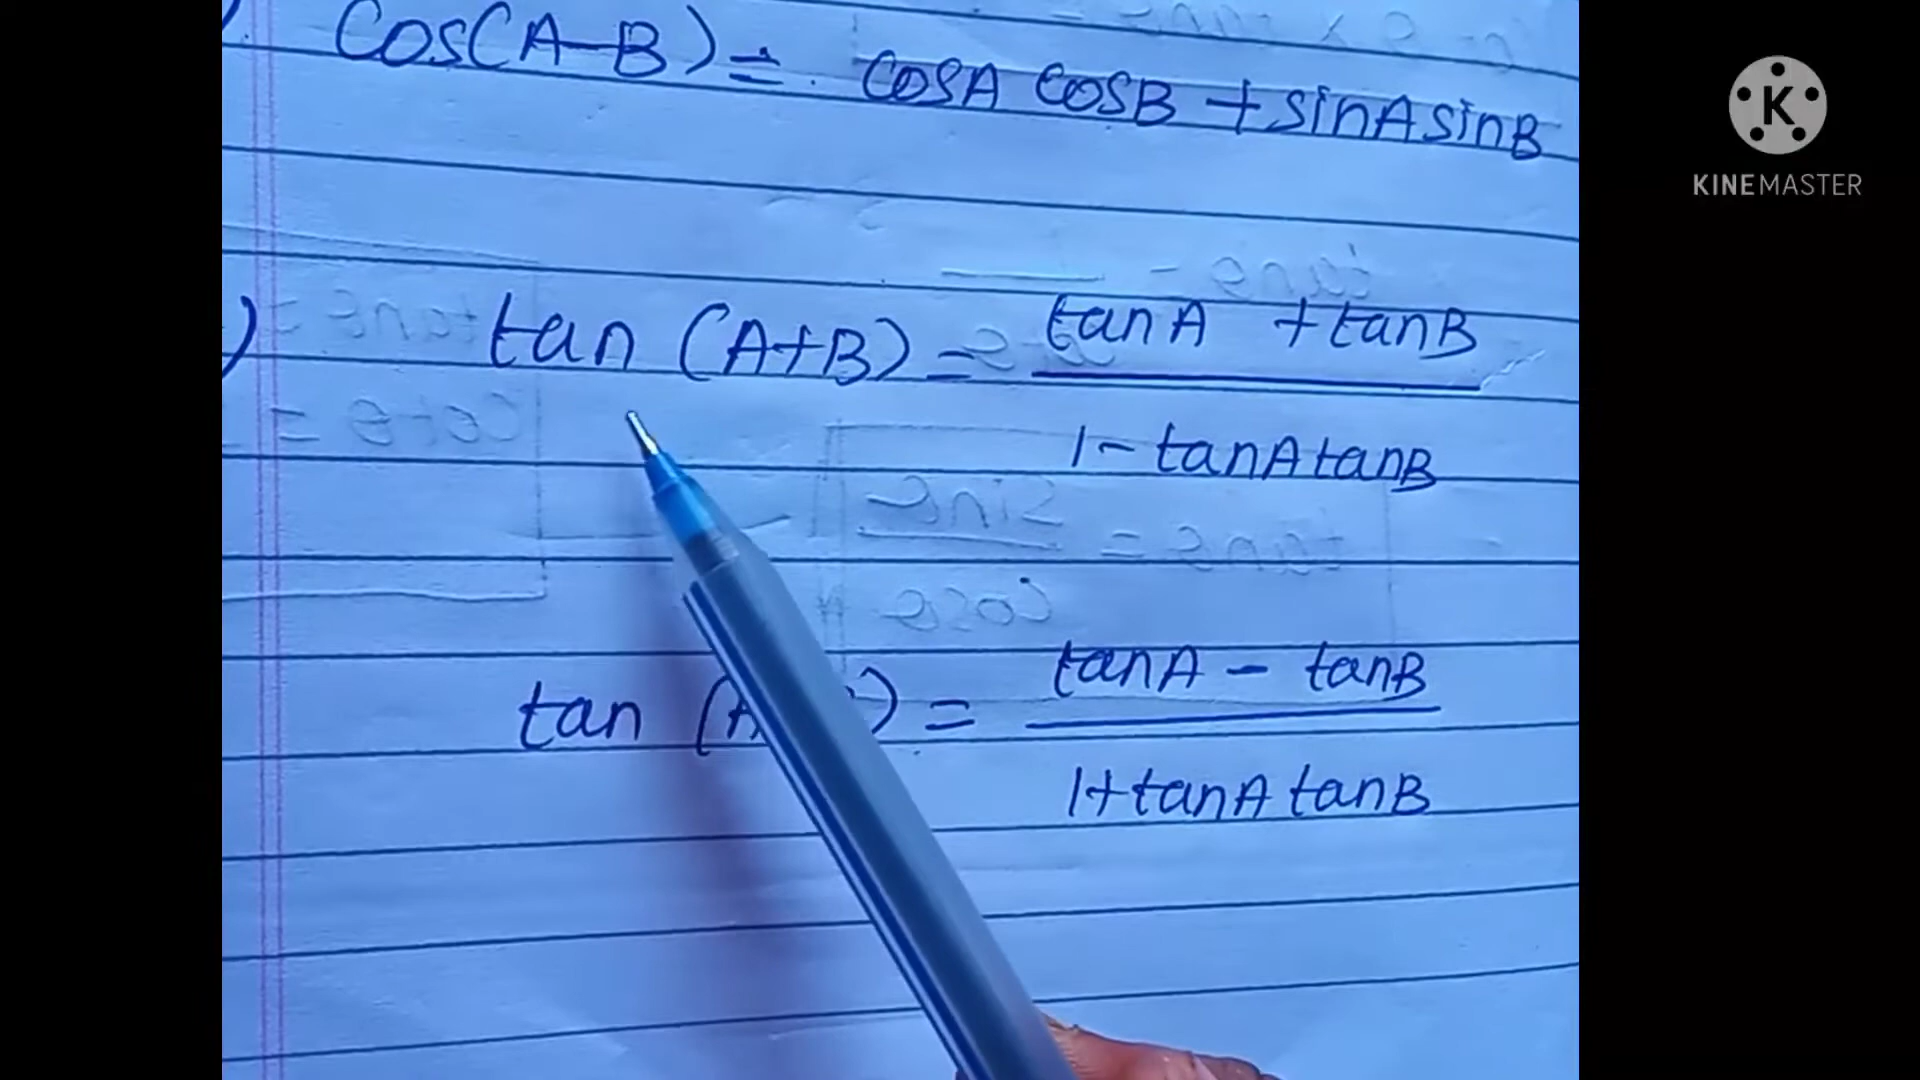 Cos(A-B) = cosA cosB + sinA sinB
tan (A+B) = tanA + tanB
1 - tanA tanB
tan (A ) = tanA - tanB
1 + tanA tanB
KINEMASTER